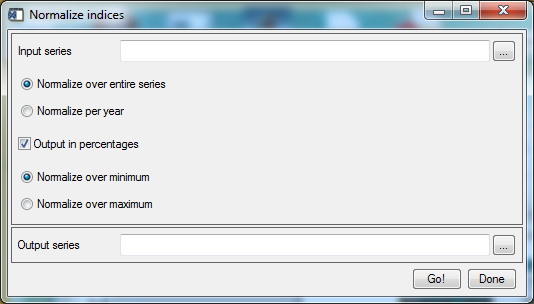 Normalize indices
Input series
...
Normalize over entire series
Normalize per year
Output in percentages
Normalize over minimum
Normalize over maximum
Output series
...
Go! Done